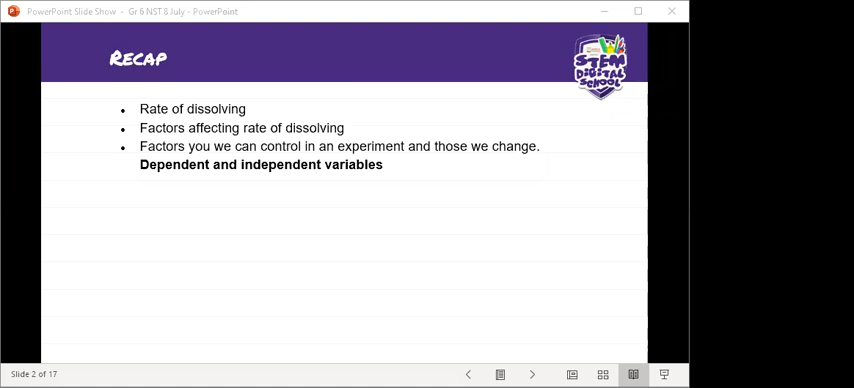 PowerPoint Slide Show - Gr 6 NST 8 July - PowerPoint
Recap
STEM
DIGITAL
SCHOOL
• Rate of dissolving
• Factors affecting rate of dissolving
• Factors you we can control in an experiment and those we change.
Dependent and independent variables
Slide 2 of 17